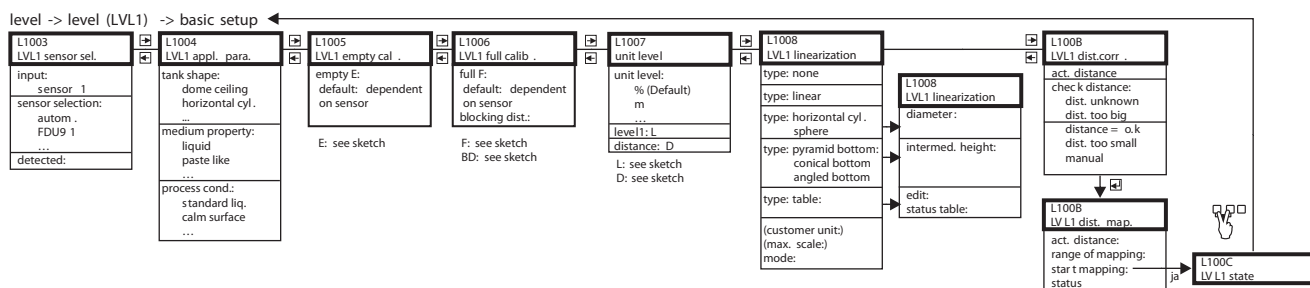 level -> level (LVL1) -> basic setup
L1003
LVL1 sensor sel.
input:
sensor 1
sensor selection:
autom .
FDU9 1
...
detected:
L1004
LVL1 appl. para.
tank shape:
dome ceiling
horizontal cyl.
...
medium property:
liquid
paste like
...
process cond.:
standard liq.
calm surface
...
L1005
LVL1 empty cal .
empty E:
default: dependent
on sensor
E: see sketch
L1006
LVL1 full calib .
full F:
default: dependent
on sensor
blocking dist.:
F: see sketch
BD: see sketch
L1007
unit level
unit level:
% (Default)
m
...
level1: L
distance: D
L: see sketch
D: see sketch
L1008
LVL1 linearization
type: none
type: linear
type: horizontal cyl.
sphere
type: pyramid bottom:
conical bottom
angled bottom
type: table:
(customer unit:)
(max. scale:)
mode:
L1008
LVL1 linearization
diameter:
intermed. height:
edit:
status table:
L100B
LVL1 dist.corr .
act. distance
check distance:
dist. unknown
dist. too big
distance = o.k
dist. too small
manual
L100B
LV L1 dist. map.
act. distance:
range of mapping:
start mapping:
status
ja
L100C
LV L1 state